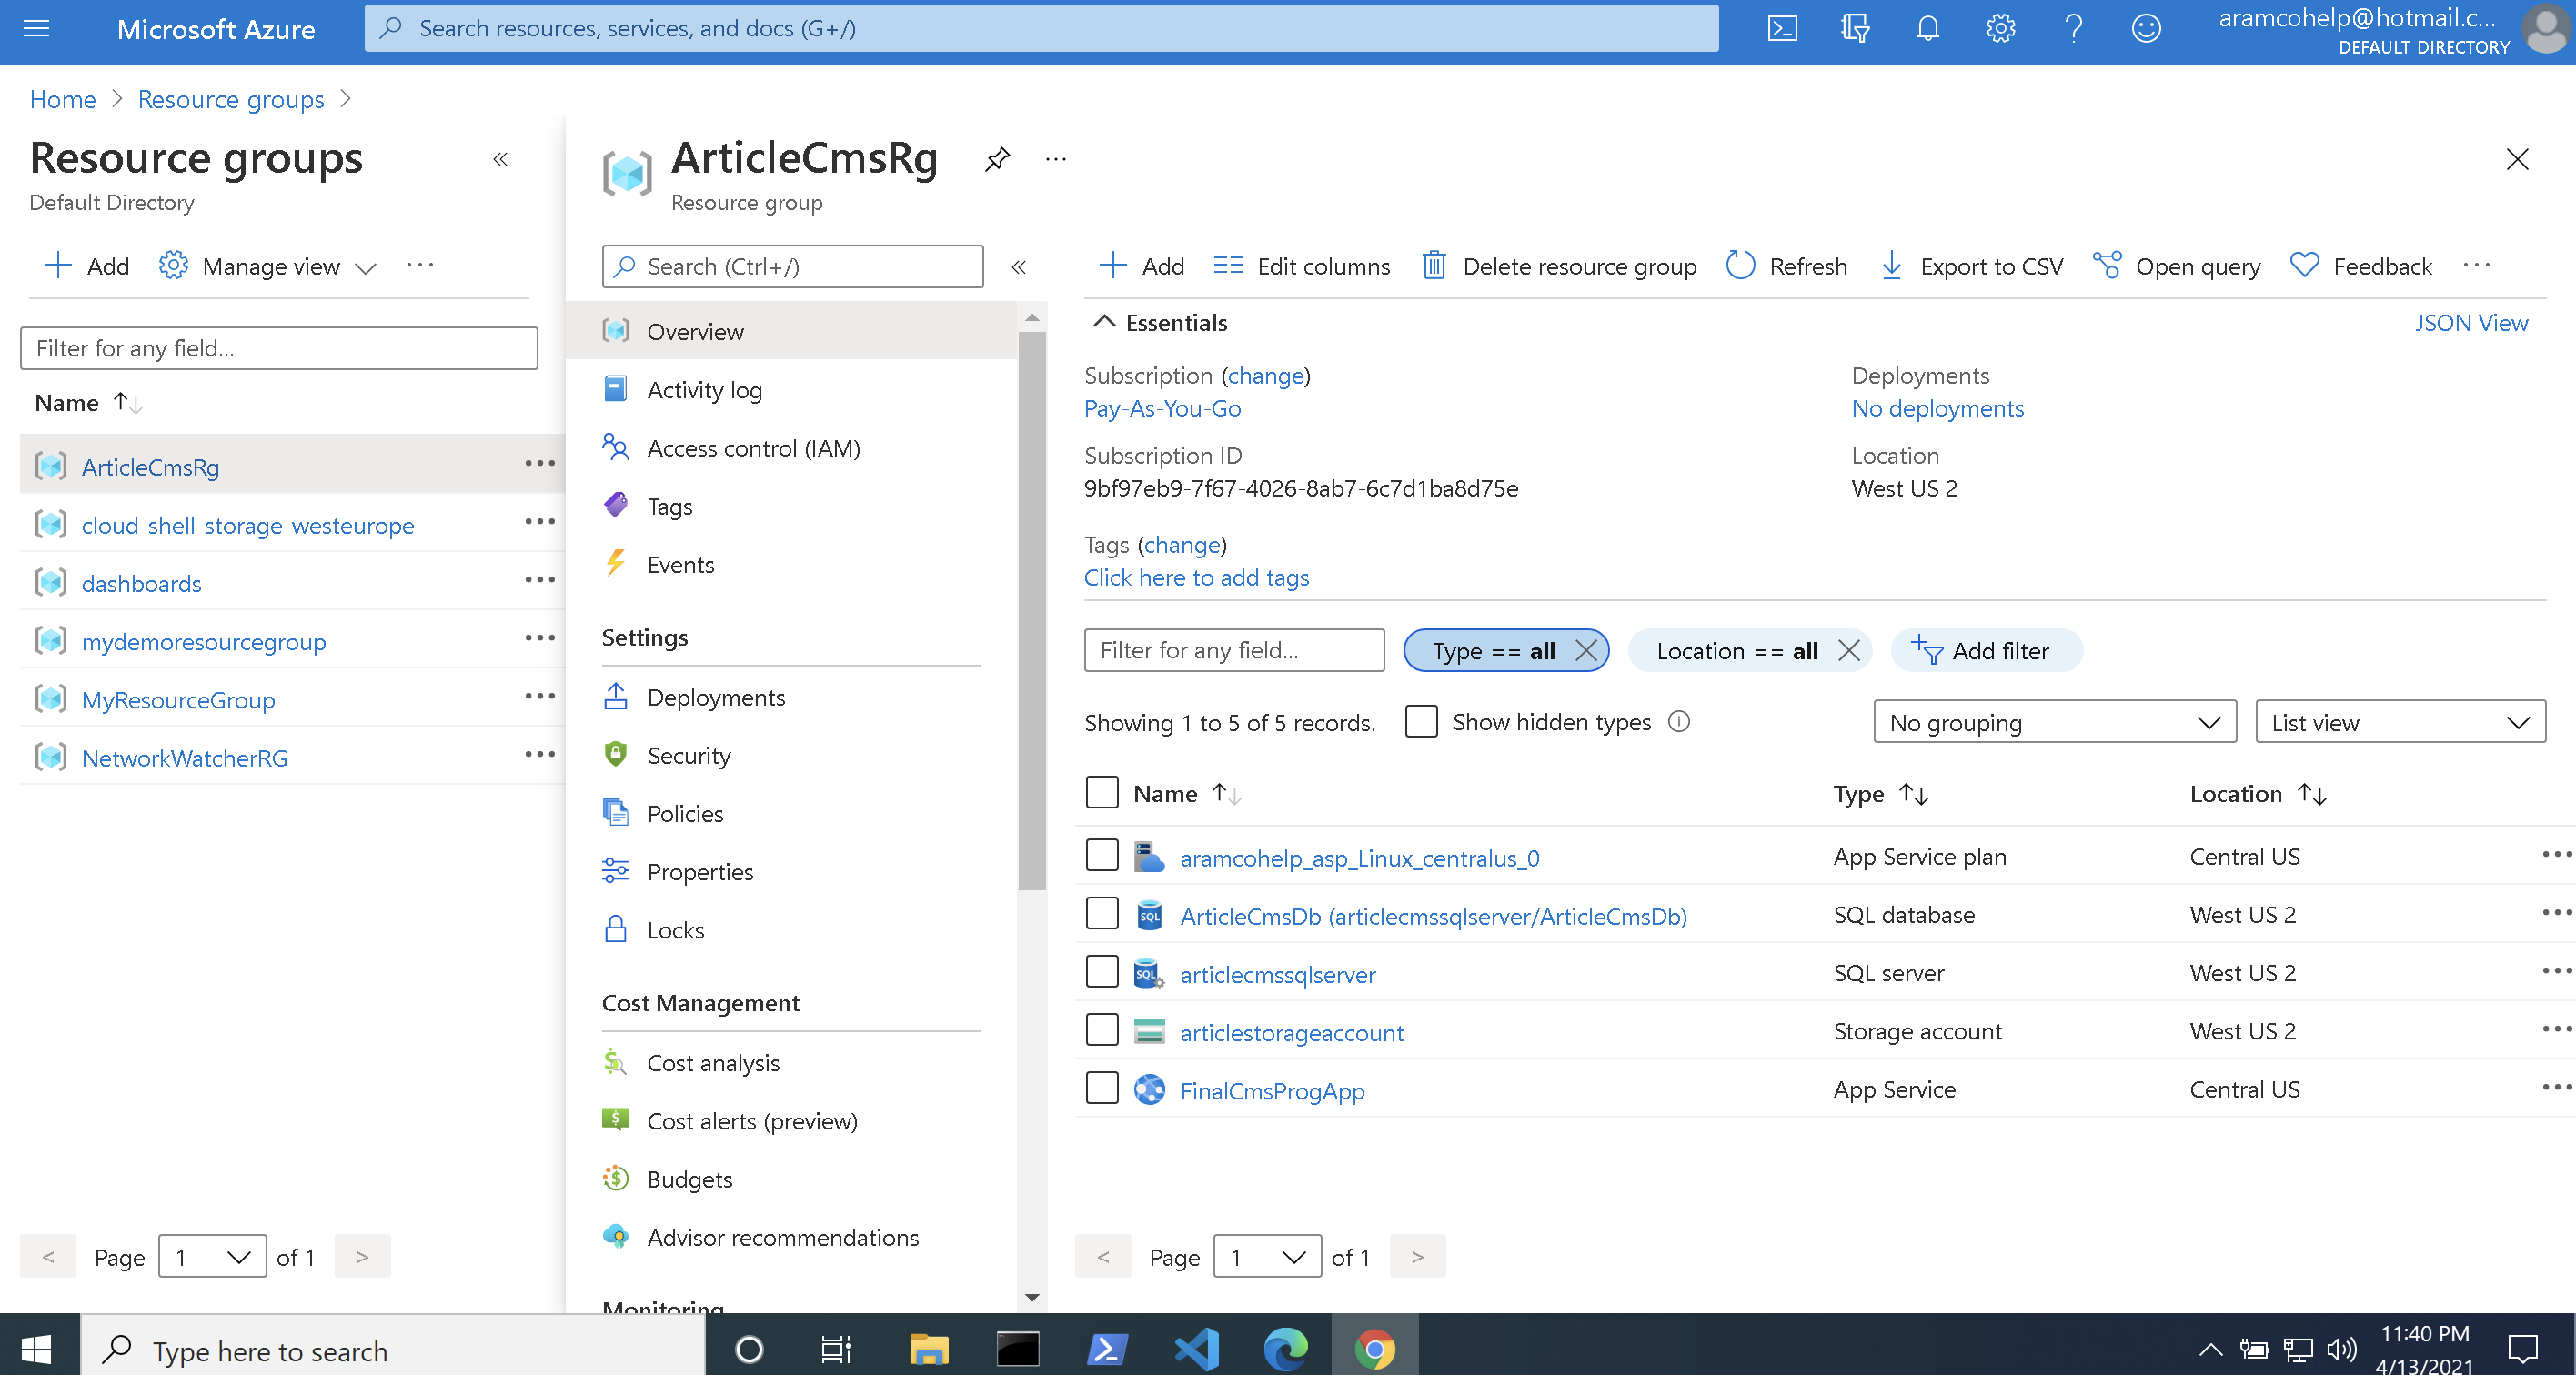 Microsoft Azure
Search resources, services, and docs (G+/)
aramcohelp@hotmail.c...
DEFAULT DIRECTORY
Home > Resource groups >
Resource groups
Default Directory
Add
Manage view
Filter for any field...
Name
ArticleCmsRg
cloud-shell-storage-westeurope
dashboards
mydemoresourcegroup
MyResourceGroup
NetworkWatcherRG
< Page 1 of 1 >
ArticleCmsRg
Resource group
Search (Ctrl+/)
Overview
Activity log
Access control (IAM)
Tags
Events
Settings
Deployments
Security
Policies
Properties
Locks
Cost Management
Cost analysis
Cost alerts (preview)
Budgets
Advisor recommendations
Monitoring
Add Edit columns Delete resource group Refresh Export to CSV Open query Feedback
Essentials
JSON View
Subscription (change)
Pay-As-You-Go
Subscription ID
9bf97eb9-7f67-4026-8ab7-6c7d1ba8d75e
Deployments
No deployments
Location
West US 2
Tags (change)
Click here to add tags
Filter for any field... Type == all Location == all Add filter
Showing 1 to 5 of 5 records. Show hidden types No grouping List view
Name Type Location
aramcohelp_asp_Linux_centralus_0 App Service plan Central US
ArticleCmsDb (articlecmssqlserver/ArticleCmsDb) SQL database West US 2
articlecmssqlserver SQL server West US 2
articlestorageaccount Storage account West US 2
FinalCmsProgApp App Service Central US
< Page 1 of 1 >
Type here to search
11:40 PM
4/13/2021